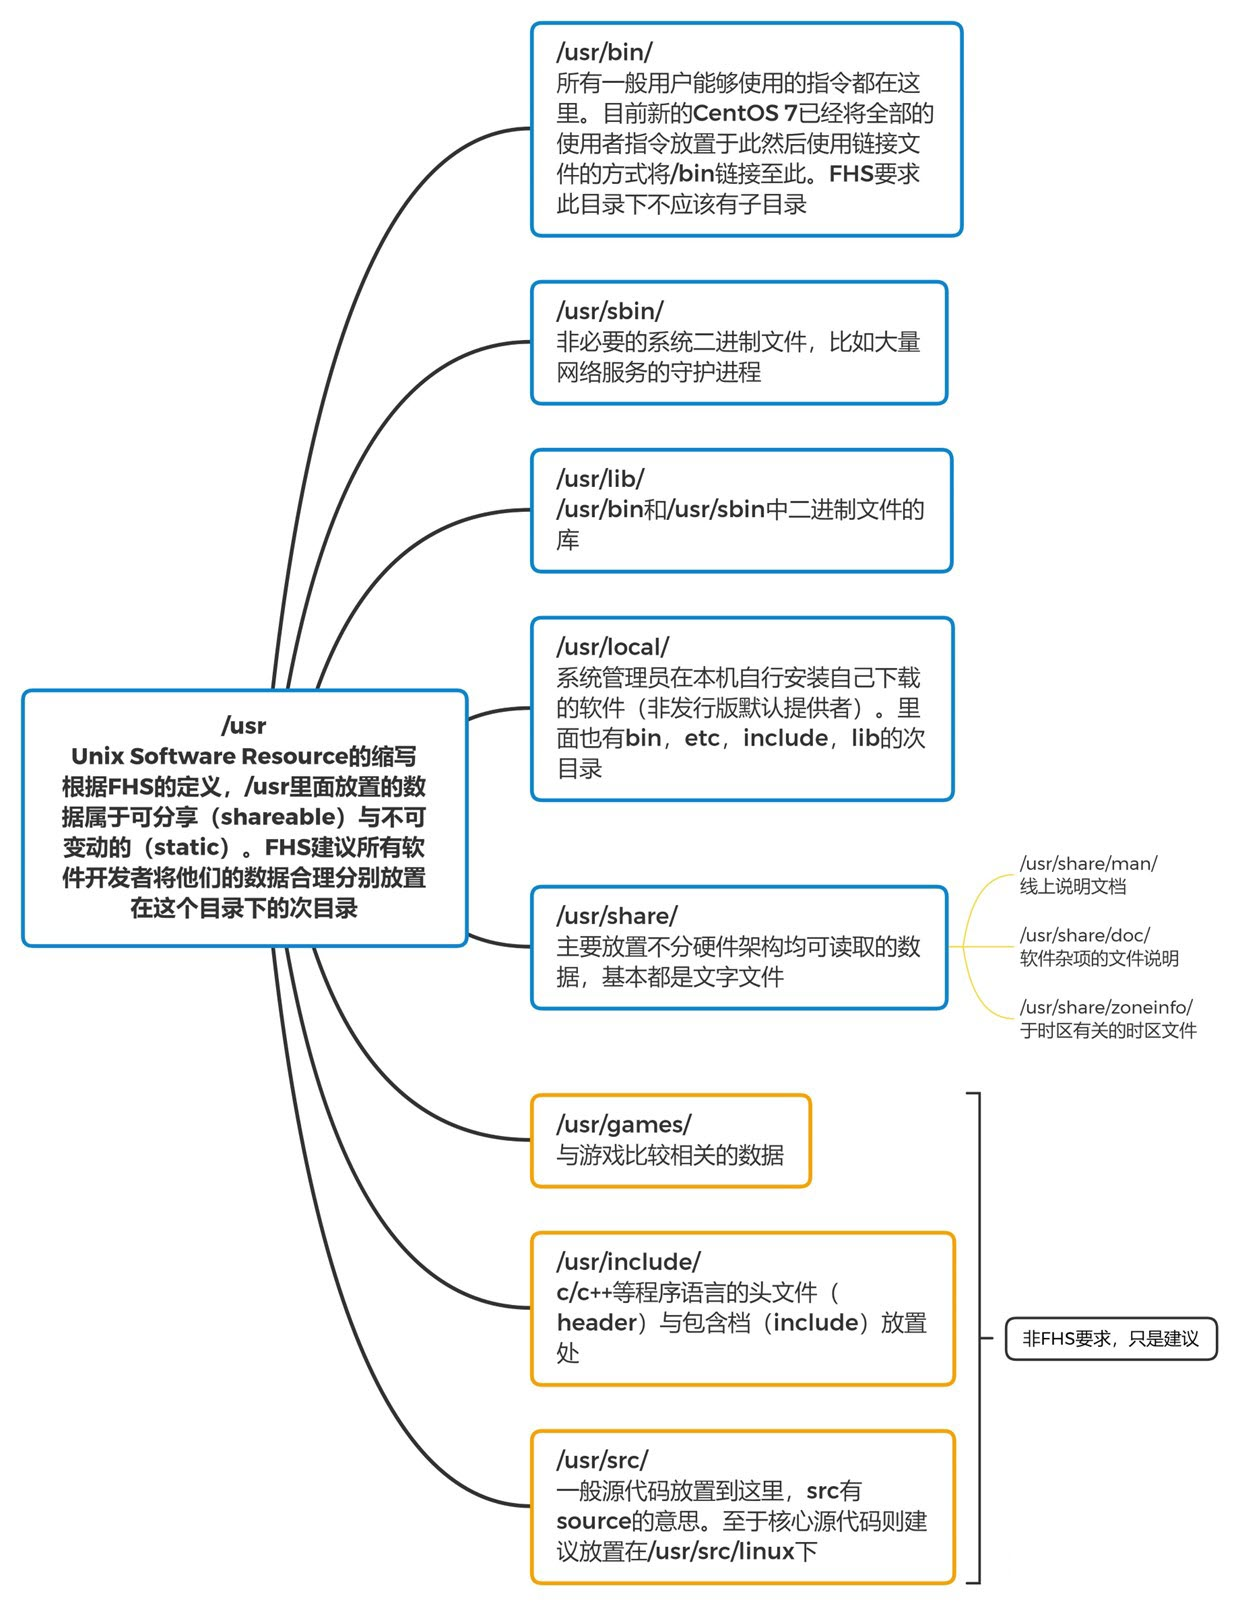 /usr/bin/
所有一般用户能够使用的指令都在这
里。目前新的CentOS 7已经将全部的
使用者指令放置于此然后使用链接文
件的方式将/bin链接至此。FHS要求
此目录下不应该有子目录
/usr/sbin/
非必要的系统二进制文件，比如大量
网络服务的守护进程
/usr/lib/
/usr/bin和/usr/sbin中二进制文件的
库
/usr/local/
系统管理员在本机自行安装自己下载
的软件（非发行版默认提供者）。里
面也有bin，etc，include，lib的次
目录
/usr
Unix Software Resource的缩写
根据FHS的定义，/usr里面放置的数
据属于可分享（shareable）与不可
变动的（static）。FHS建议所有软
件开发者将他们的数据合理分别放置
在这个目录下的次目录
/usr/share/
主要放置不分硬件架构均可读取的数
据，基本都是文字文件
/usr/share/man/
线上说明文档
/usr/share/doc/
软件杂项的文件说明
/usr/share/zoneinfo/
于时区有关的时区文件
/usr/games/
与游戏比较相关的数据
/usr/include/
c/c++等程序语言的头文件（
header）与包含档（include）放置
处
/usr/src/
一般源代码放置到这里，src有
source的意思。至于核心源代码则建
议放置在/usr/src/linux下
非FHS要求，只是建议